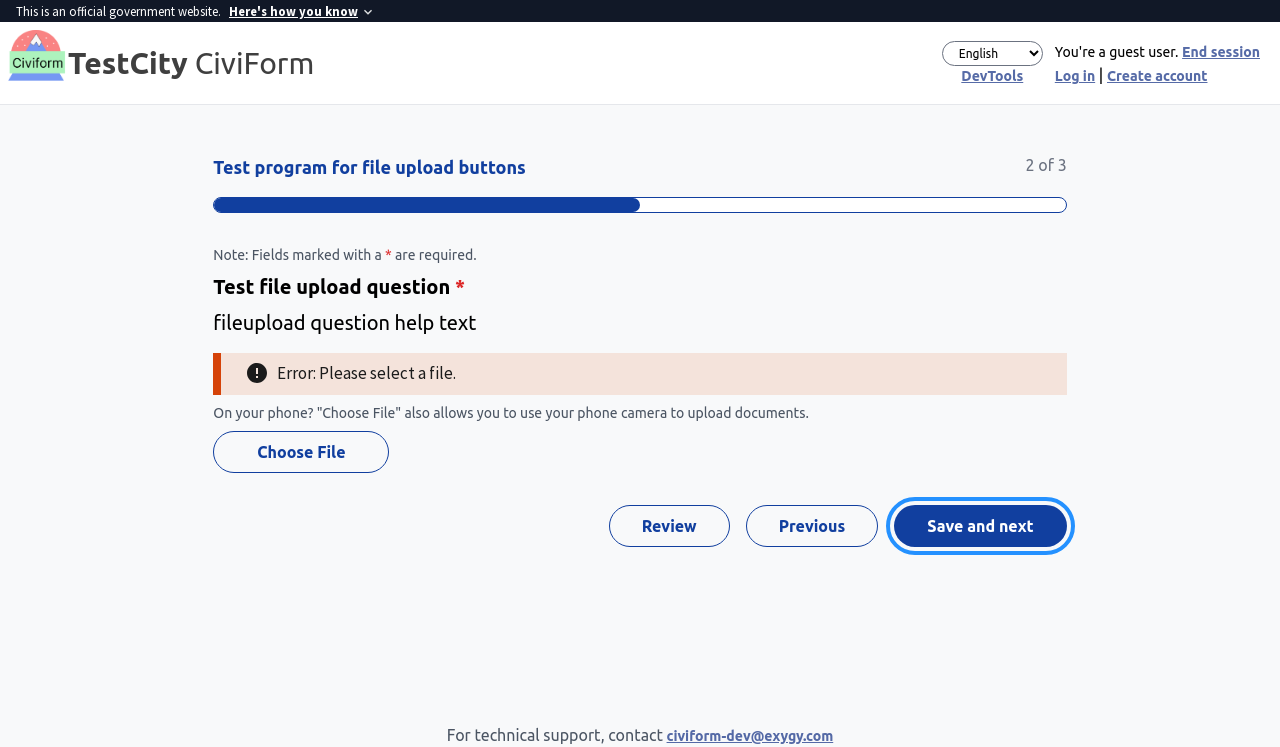 This is an official government website. Here's how you know
Civiform
TestCity CiviForm
English
You're a guest user. End session
DevTools
Log in | Create account
Test program for file upload buttons
2 of 3
Note: Fields marked with a * are required.
Test file upload question *
fileupload question help text
Error: Please select a file.
On your phone? "Choose File" also allows you to use your phone camera to upload documents.
Choose File
Review
Previous
Save and next
For technical support, contact civiform-dev@exygy.com